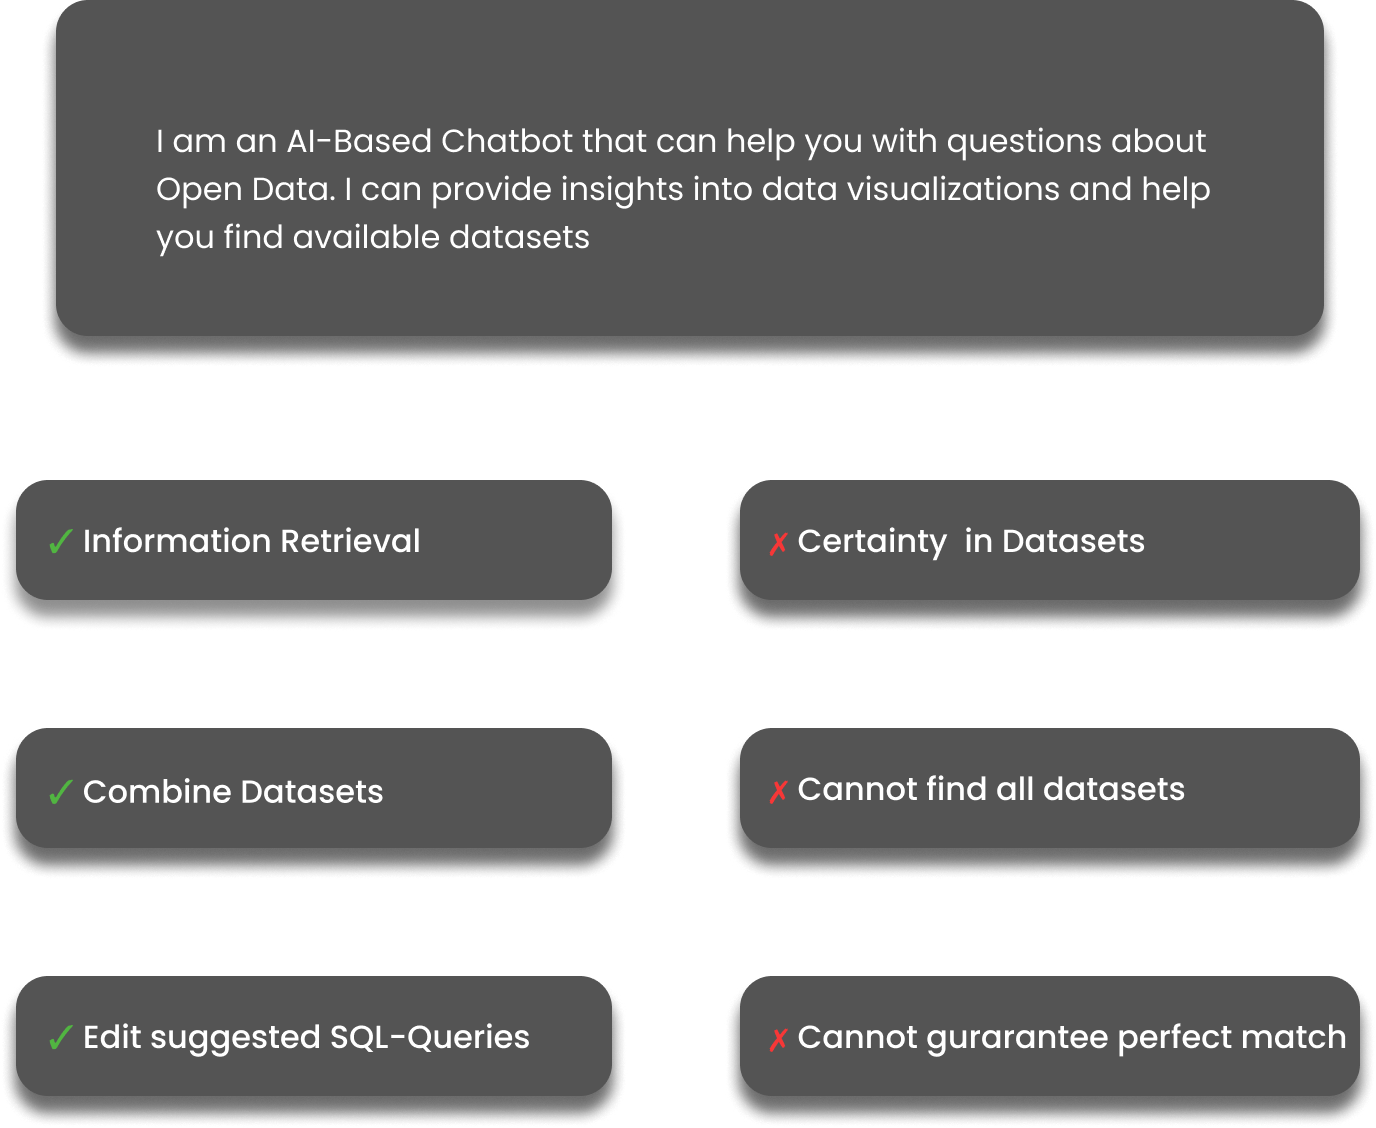 I am an AI-Based Chatbot that can help you with questions about
Open Data. I can provide insights into data visualizations and help
you find available datasets
✓ Information Retrieval
✗ Certainty  in Datasets
✓ Combine Datasets
✗ Cannot find all datasets
✓ Edit suggested SQL-Queries
✗ Cannot gurarantee perfect match